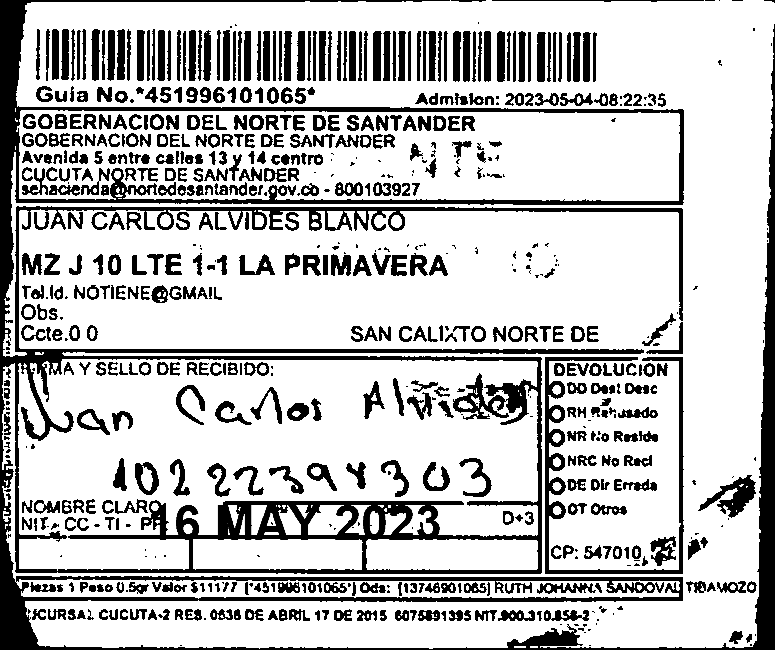 Guia No.*451996101065*
Admision: 2023-05-04-08:22:35
GOBERNACION DEL NORTE DE SANTANDER
GOBERNACION DEL NORTE DE SANTANDER
Avenida 5 entre calles 13 y 14 centro
CUCUTA NORTE DE SANTANDER
sehacienda@nortedesantander.gov.co - 800103927
JUAN CARLOS ALVIDES BLANCO
MZ J 10 LTE 1-1 LA PRIMAVERA
Tel.Id. NOTIENE@GMAIL
Obs.
Ccte.0 0
SAN CALIXTO NORTE DE
FIRMA Y SELLO DE RECIBIDO:
Juan Carlos Alvides
NOMBRE CLARO
NIT - CC - TI - PP
16 MAY 2023
D+3
DEVOLUCION
DD Dest Desc
RH Rehusado
NR No Reside
NRC No Recl
DE Dir Errada
OT Otros
CP: 547010
Piezas 1 Peso 0.5gr Valor $11177 [*451996101065*] Ods: [13746901065] RUTH JOHANNA SANDOVAL TIBAMOZO
SUCURSAL CUCUTA-2 RES. 0636 DE ABRIL 17 DE 2015 6075891395 NIT.900.310.856-2